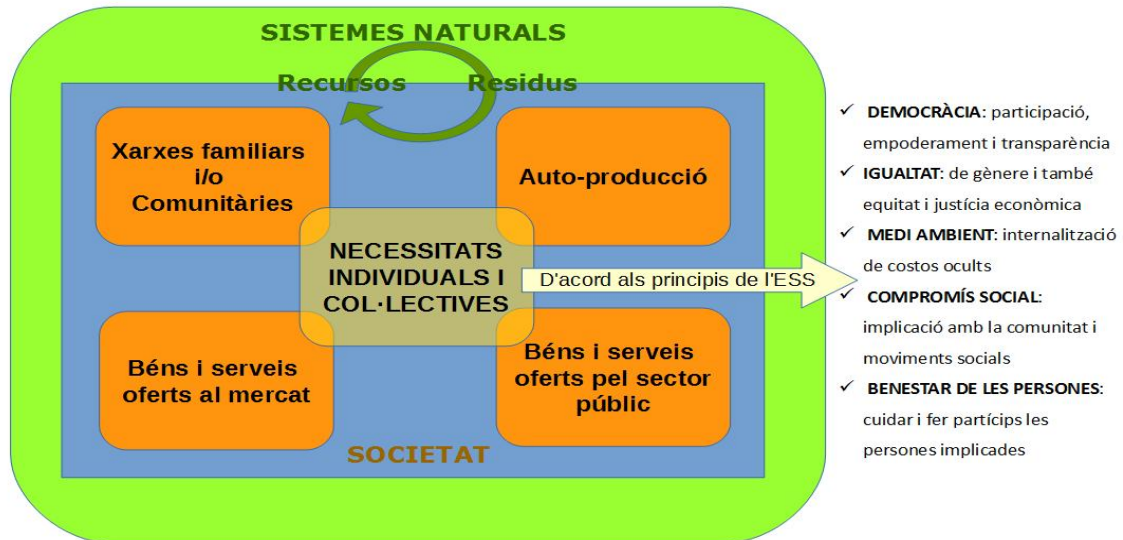 SISTEMES NATURALS
Recursos
Residus
Xarxes familiars
i/o
Comunitàries
Auto-producció
NECESSITATS
INDIVIDUALS I
COL·LECTIVES
D'acord als principis de l'ESS
Béns i serveis
oferts al mercat
Béns i serveis
oferts pel sector
públic
SOCIETAT
✓ DEMOCRÀCIA: participació,
empoderament i transparència
✓ IGUALTAT: de gènere i també
equitat i justícia econòmica
✓ MEDI AMBIENT: internalització
de costos ocults
✓ COMPROMÍS SOCIAL:
implicació amb la comunitat i
moviments socials
✓ BENESTAR DE LES PERSONES:
cuidar i fer partícips les
persones implicades